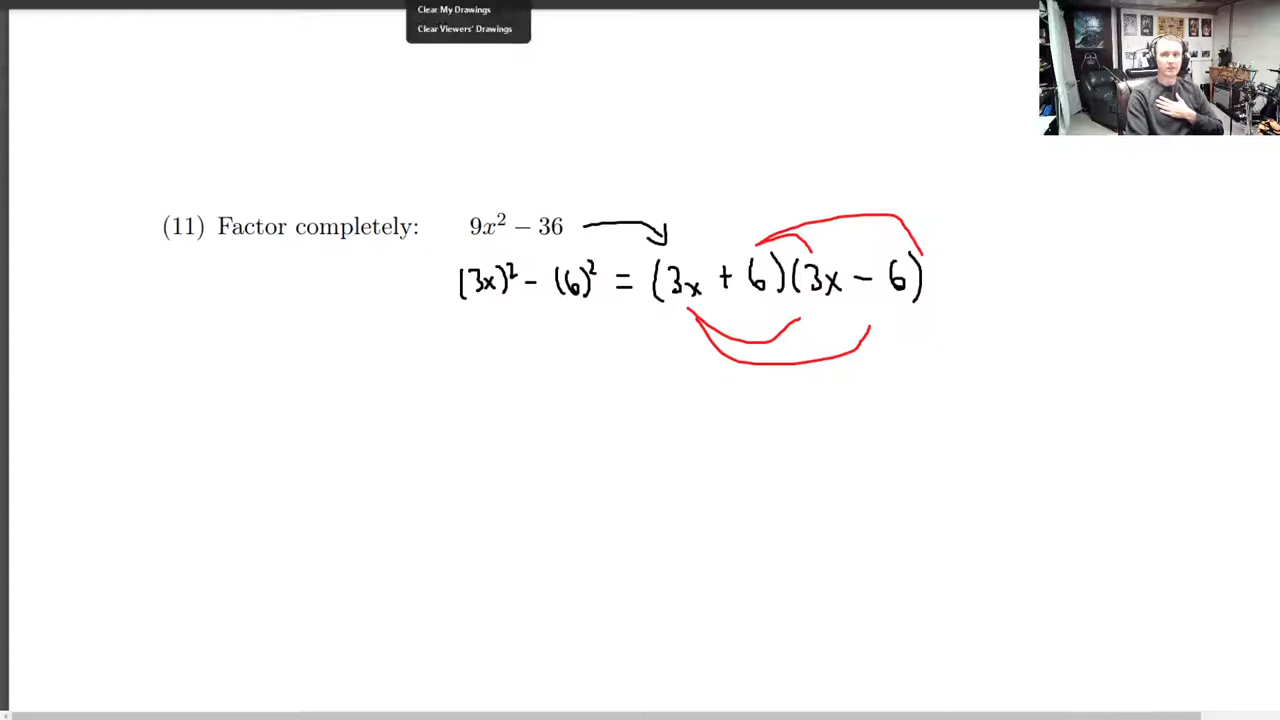 Clear My Drawings
Clear Viewers' Drawings
(11) Factor completely: 9x² − 36
(3x)² − (6)² = (3x + 6)(3x − 6)